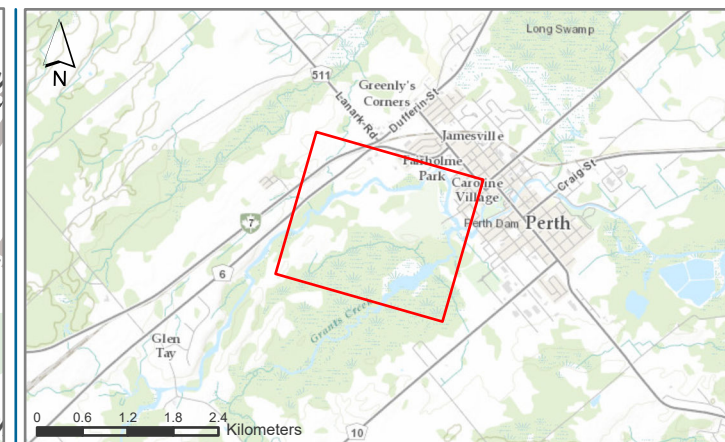 Long Swamp
N
511
Greenly's
Corners
Lanark-Rd
Dufferin-St
Jamesville
Fairholme
Park
Caroline
Village
Craig St
Perth Dam
Perth
7
6
Grants Creek
Glen
Tay
0 0.6 1.2 1.8 2.4
Kilometers
10